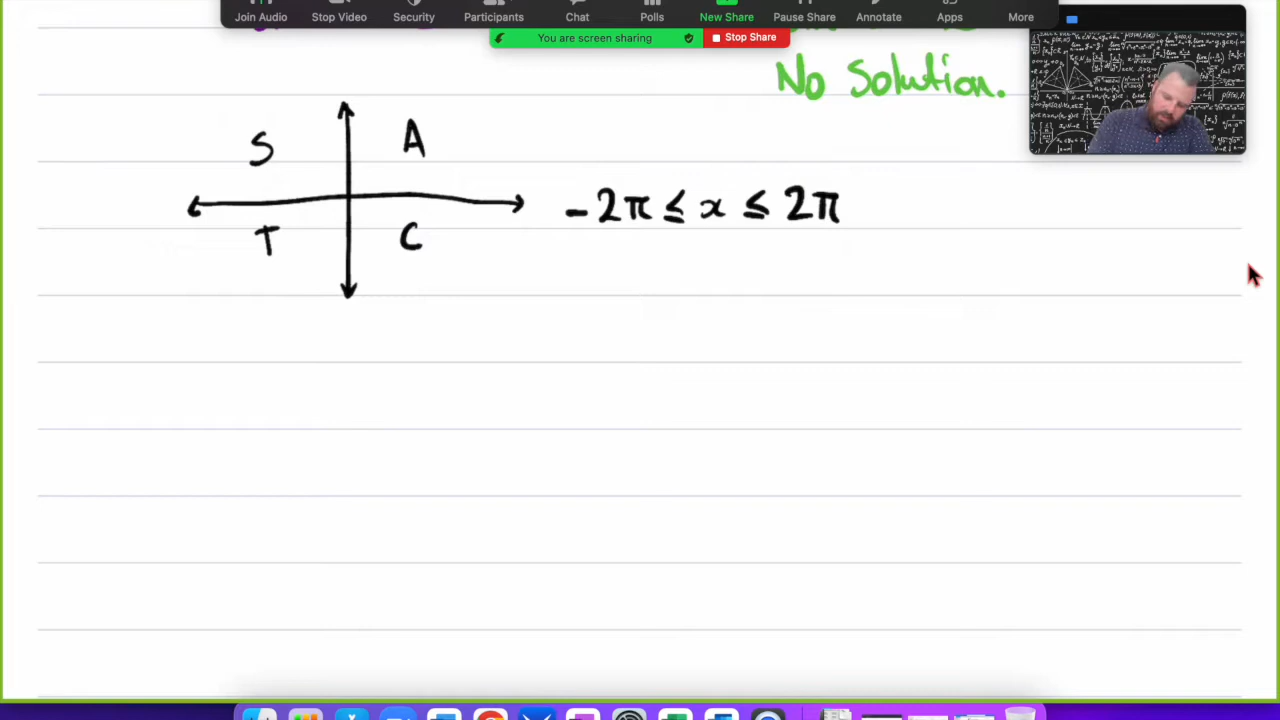 Join Audio Stop Video Security Participants Chat Polls New Share Pause Share Annotate Apps More
You are screen sharing Stop Share
No Solution.
S A
-2π ≤ x ≤ 2π
T C